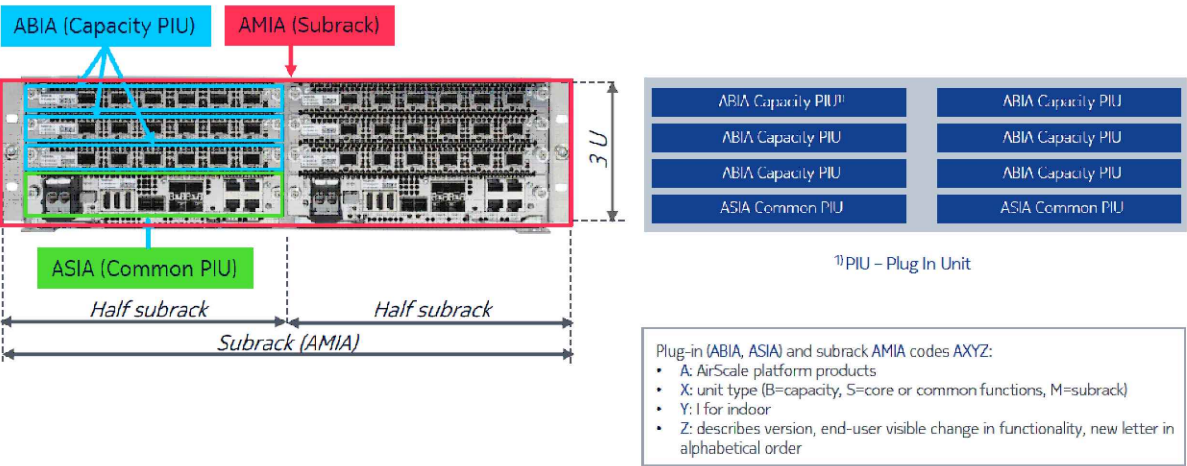 ABIA (Capacity PIU)
AMIA (Subrack)
3 U
ASIA (Common PIU)
Half subrack
Half subrack
Subrack (AMIA)
ABIA Capacity PIU¹⁾
ABIA Capacity PIU
ABIA Capacity PIU
ABIA Capacity PIU
ABIA Capacity PIU
ABIA Capacity PIU
ASIA Common PIU
ASIA Common PIU
¹⁾ PIU – Plug In Unit
Plug-in (ABIA, ASIA) and subrack AMIA codes AXYZ:
• A: AirScale platform products
• X: unit type (B=capacity, S=core or common functions, M=subrack)
• Y: I for indoor
• Z: describes version, end-user visible change in functionality, new letter in
alphabetical order